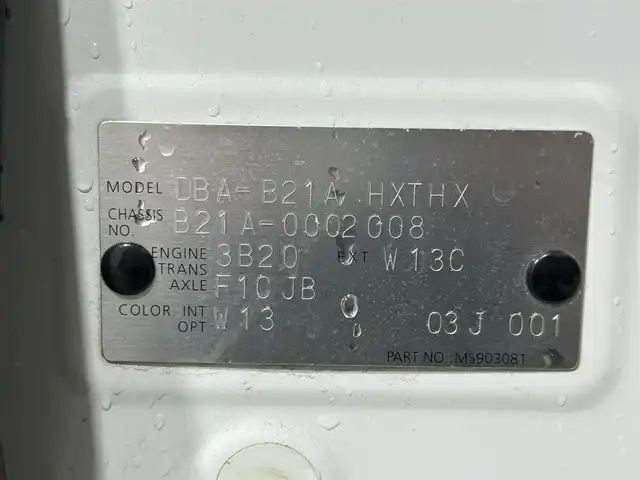 MODEL DBA-B21A HXTHX
CHASSIS NO. B21A-0002008
ENGINE 3B20 EXT W13C
TRANS AXLE F1CJB
COLOR. INT OPT W13 03J 001
PART NO.: MS903081